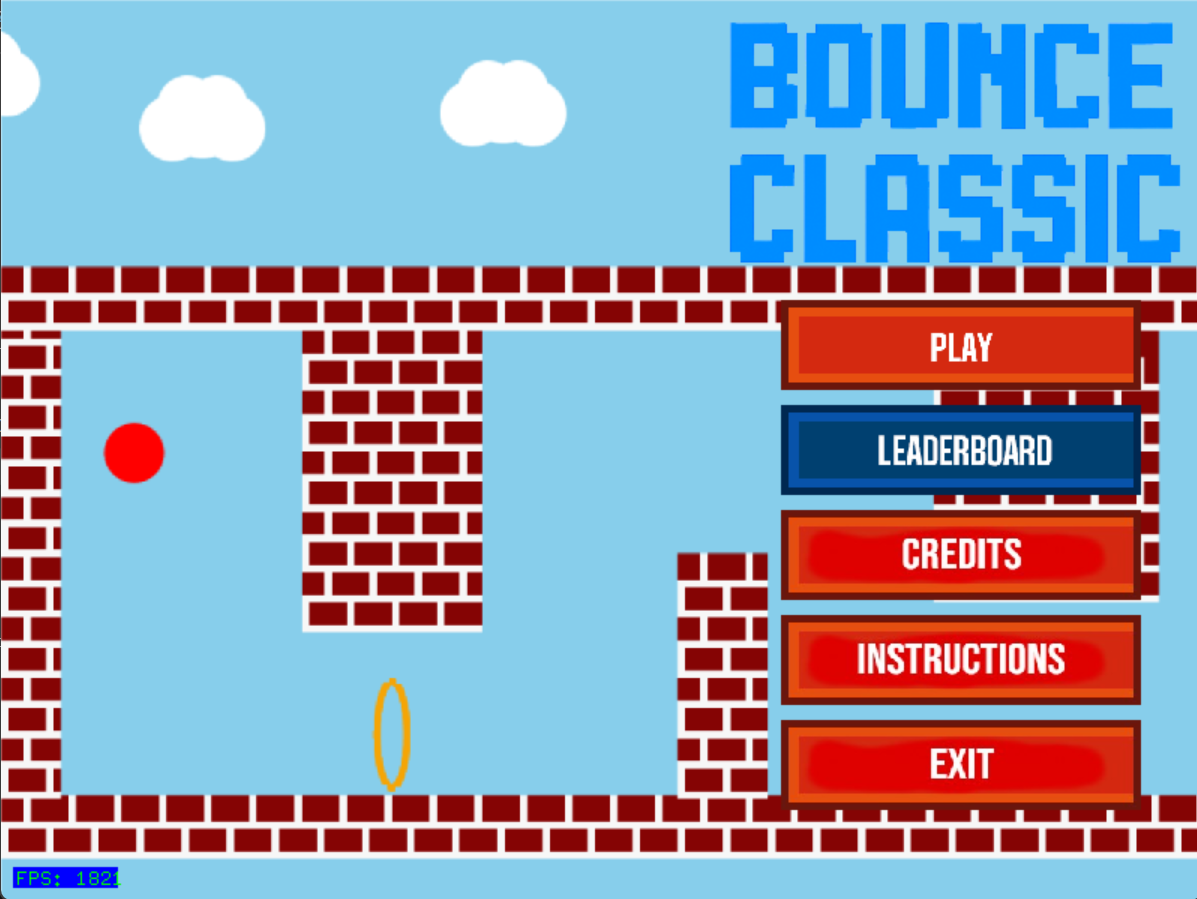 BOUNCE
CLASSIC
PLAY
LEADERBOARD
CREDITS
INSTRUCTIONS
EXIT
FPS: 1821